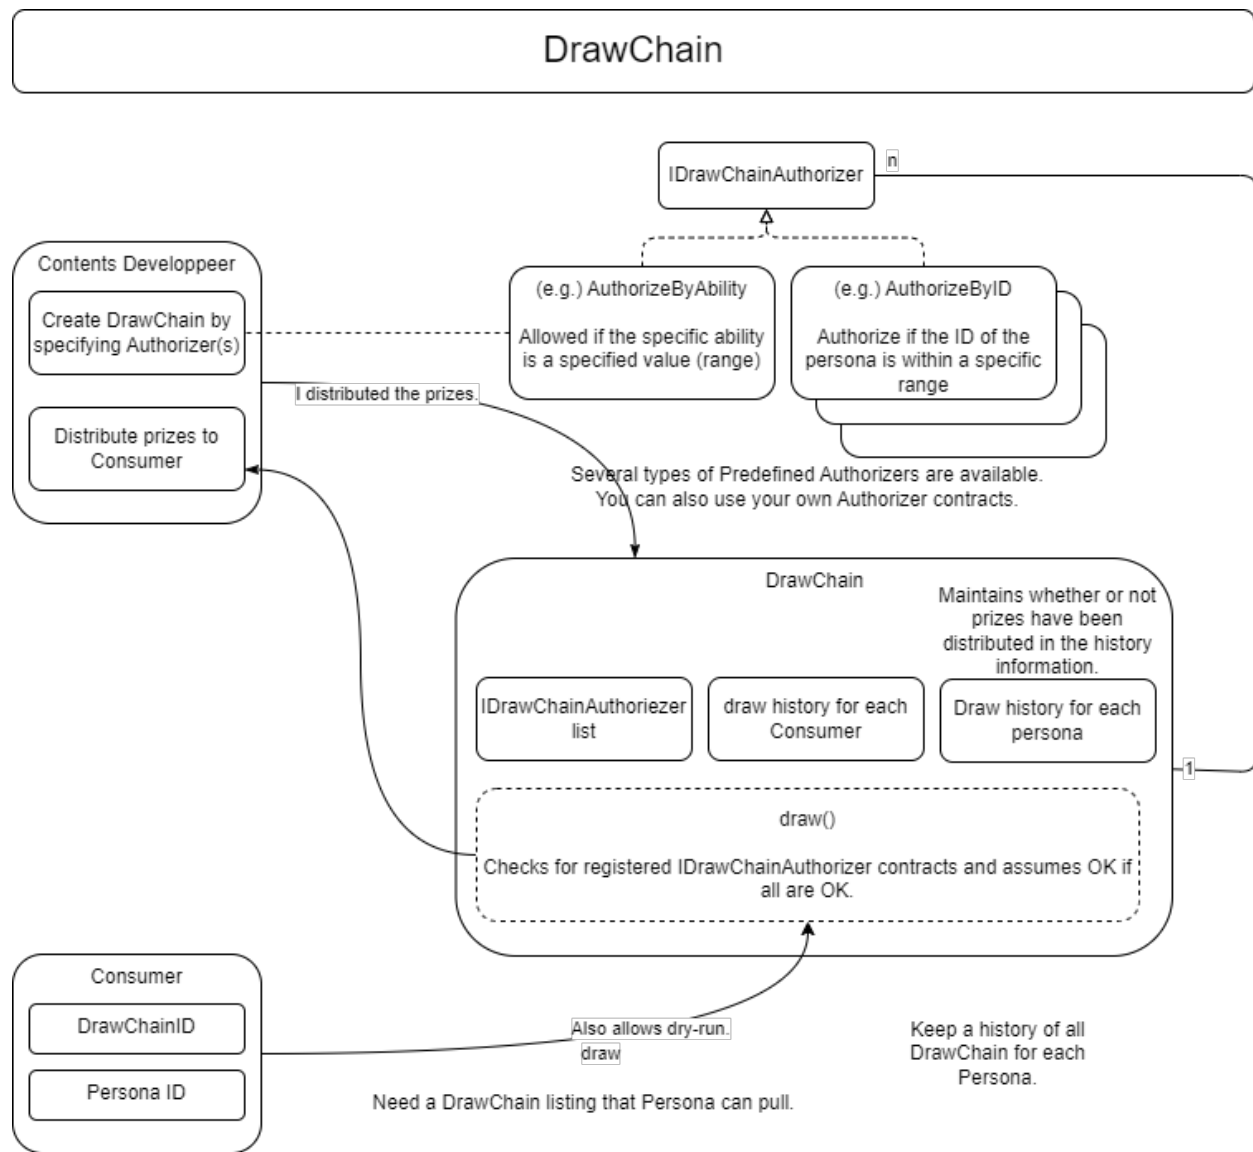 DrawChain
IDrawChainAuthorizer
n
Contents Developpeer
Create DrawChain by
specifying Authorizer(s)
Distribute prizes to
Consumer
(e.g.) AuthorizeByAbility
Allowed if the specific ability
is a specified value (range)
(e.g.) AuthorizeByID
Authorize if the ID of the
persona is within a specific
range
I distributed the prizes.
Several types of Predefined Authorizers are available.
You can also use your own Authorizer contracts.
DrawChain
Maintains whether or not
prizes have been
distributed in the history
information.
IDrawChainAuthoriezer
list
draw history for each
Consumer
Draw history for each
persona
1
draw()
Checks for registered IDrawChainAuthorizer contracts and assumes OK if
all are OK.
Consumer
DrawChainID
Persona ID
Also allows dry-run.
draw
Need a DrawChain listing that Persona can pull.
Keep a history of all
DrawChain for each
Persona.